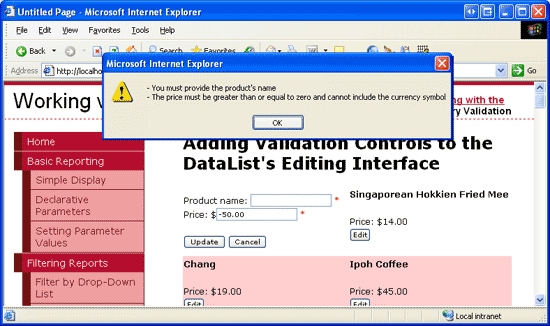 Untitled Page - Microsoft Internet Explorer
File Edit View Favorites Tools Help
Back Search Favorites
Address http://localho Go
Microsoft Internet Explorer
- You must provide the product's name
- The price must be greater than or equal to zero and cannot include the currency symbol
OK
Working
ng with the
ry Validation
Home
Basic Reporting
Simple Display
Declarative
Parameters
Setting Parameter
Values
Filtering Reports
Filter by Drop-Down
List
Adding Validation Controls to the
DataList's Editing Interface
Product name: *
Price: $ -50.00 *
Update Cancel
Singaporean Hokkien Fried Mee
Price: $14.00
Edit
Chang
Price: $19.00
Edit
Ipoh Coffee
Price: $45.00
Edit
Local intranet